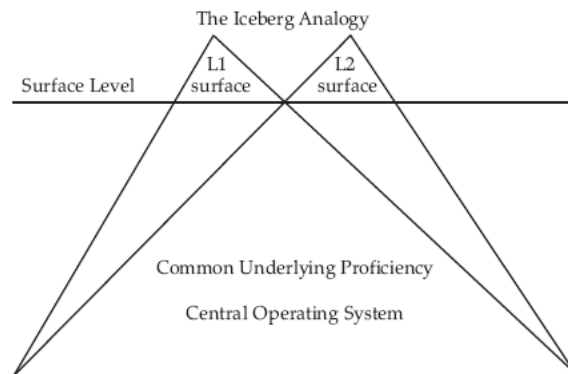 The Iceberg Analogy
L1
surface
L2
surface
Surface Level
Common Underlying Proficiency
Central Operating System